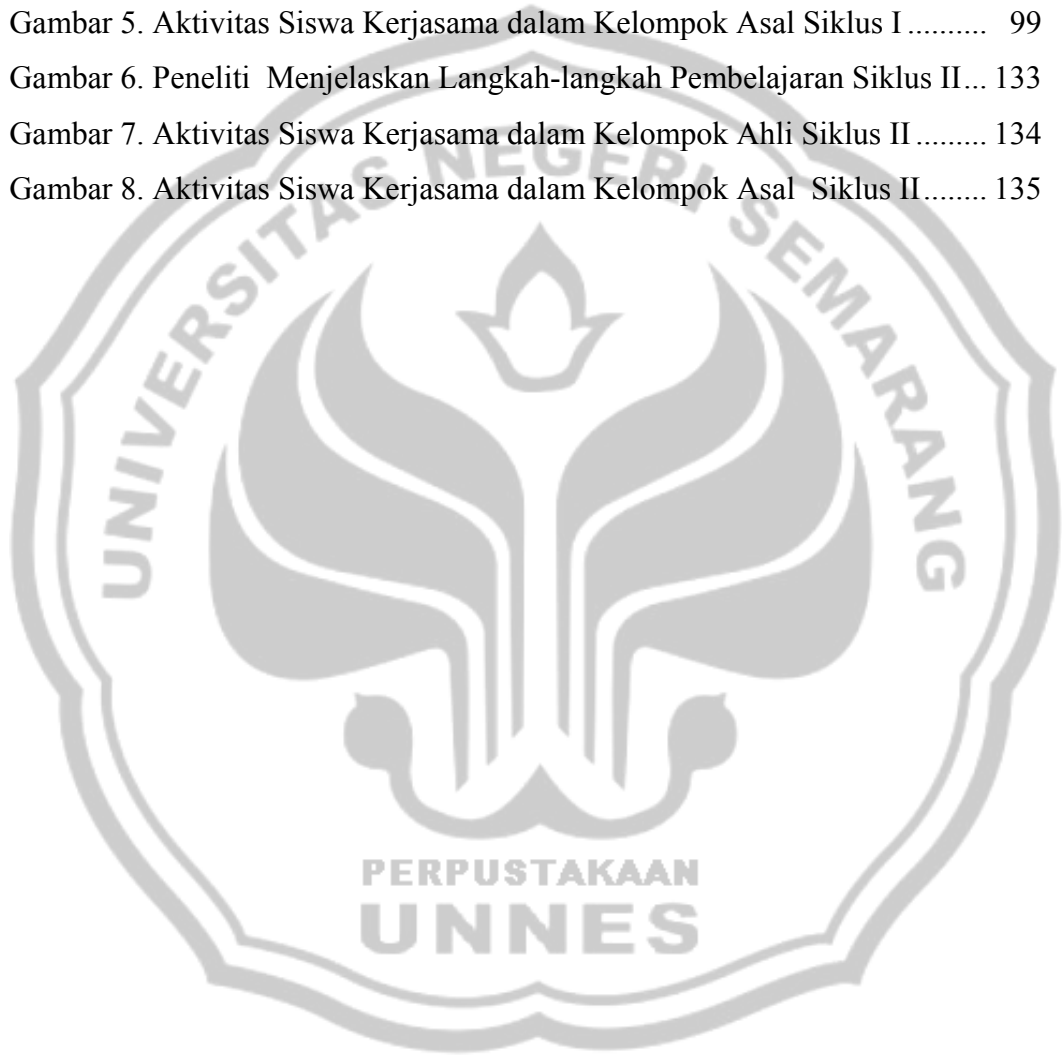 Gambar 5. Aktivitas Siswa Kerjasama dalam Kelompok Asal Siklus I .......... 99
Gambar 6. Peneliti  Menjelaskan Langkah-langkah Pembelajaran Siklus II... 133
Gambar 7. Aktivitas Siswa Kerjasama dalam Kelompok Ahli Siklus II ......... 134
Gambar 8. Aktivitas Siswa Kerjasama dalam Kelompok Asal  Siklus II........ 135
UNIVERSITAS NEGERI SEMARANG
PERPUSTAKAAN
UNNES